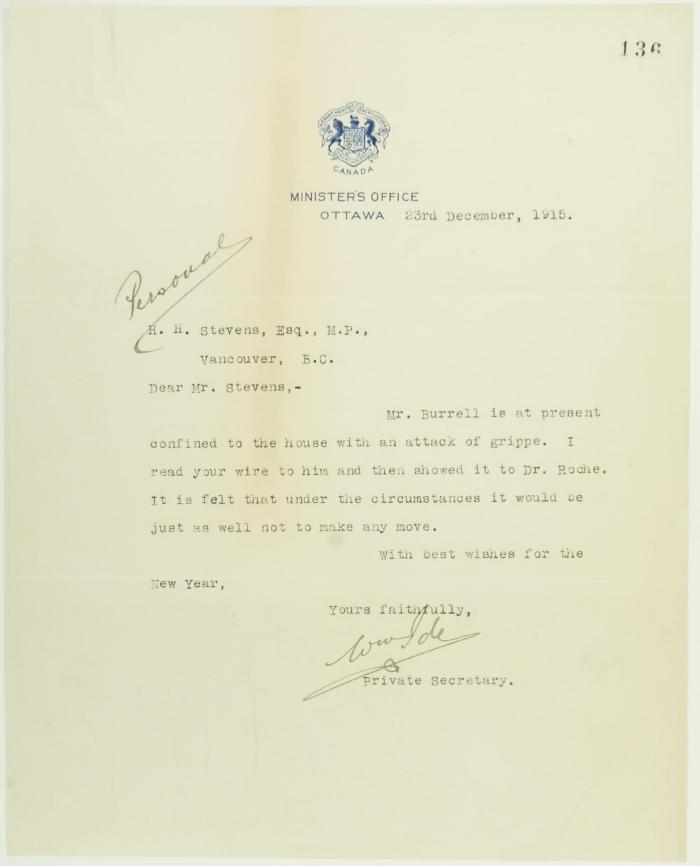 136
CANADA
MINISTER'S OFFICE
OTTAWA 23rd December, 1915.
Personal
H. H. Stevens, Esq., M.P.,
Vancouver, B.C.
Dear Mr. Stevens,-
Mr. Burrell is at present
confined to the house with an attack of grippe. I
read your wire to him and then showed it to Dr. Roche.
It is felt that under the circumstances it would be
just as well not to make any move.
With best wishes for the
New Year,
Yours faithfully,
Wm Ide
Private Secretary.